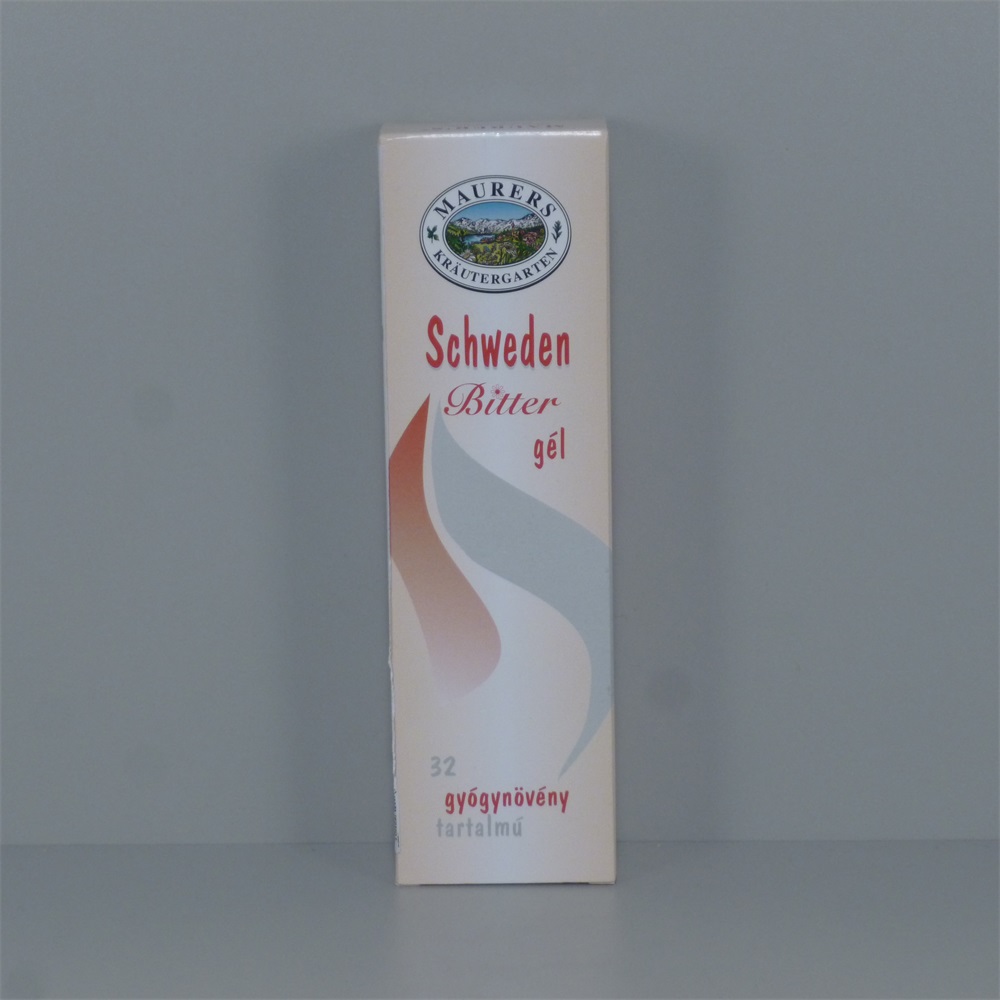 MAURERS
KRÄUTERGARTEN
Schweden
Bitter
gél
32
gyógynövény
tartalmú